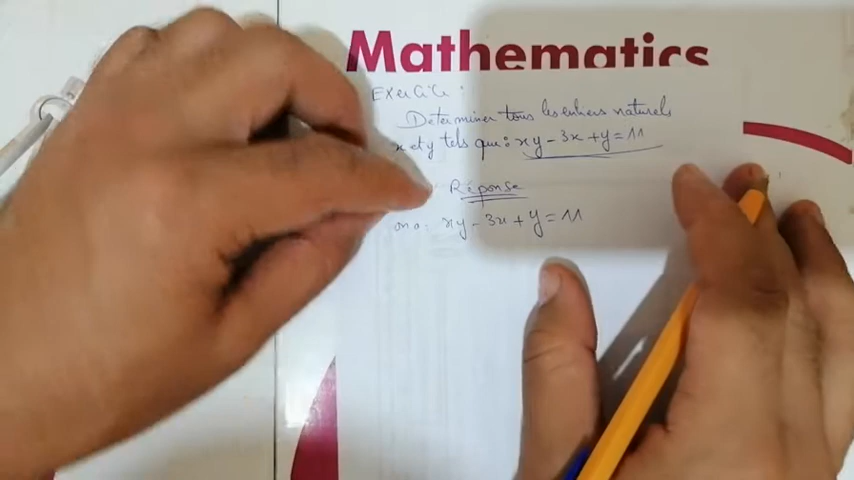 Mathematics
Exercice :
Déterminer tous les entiers naturels
x et y tels que : xy - 3x + y = 11
Réponse
on a : xy - 3x + y = 11